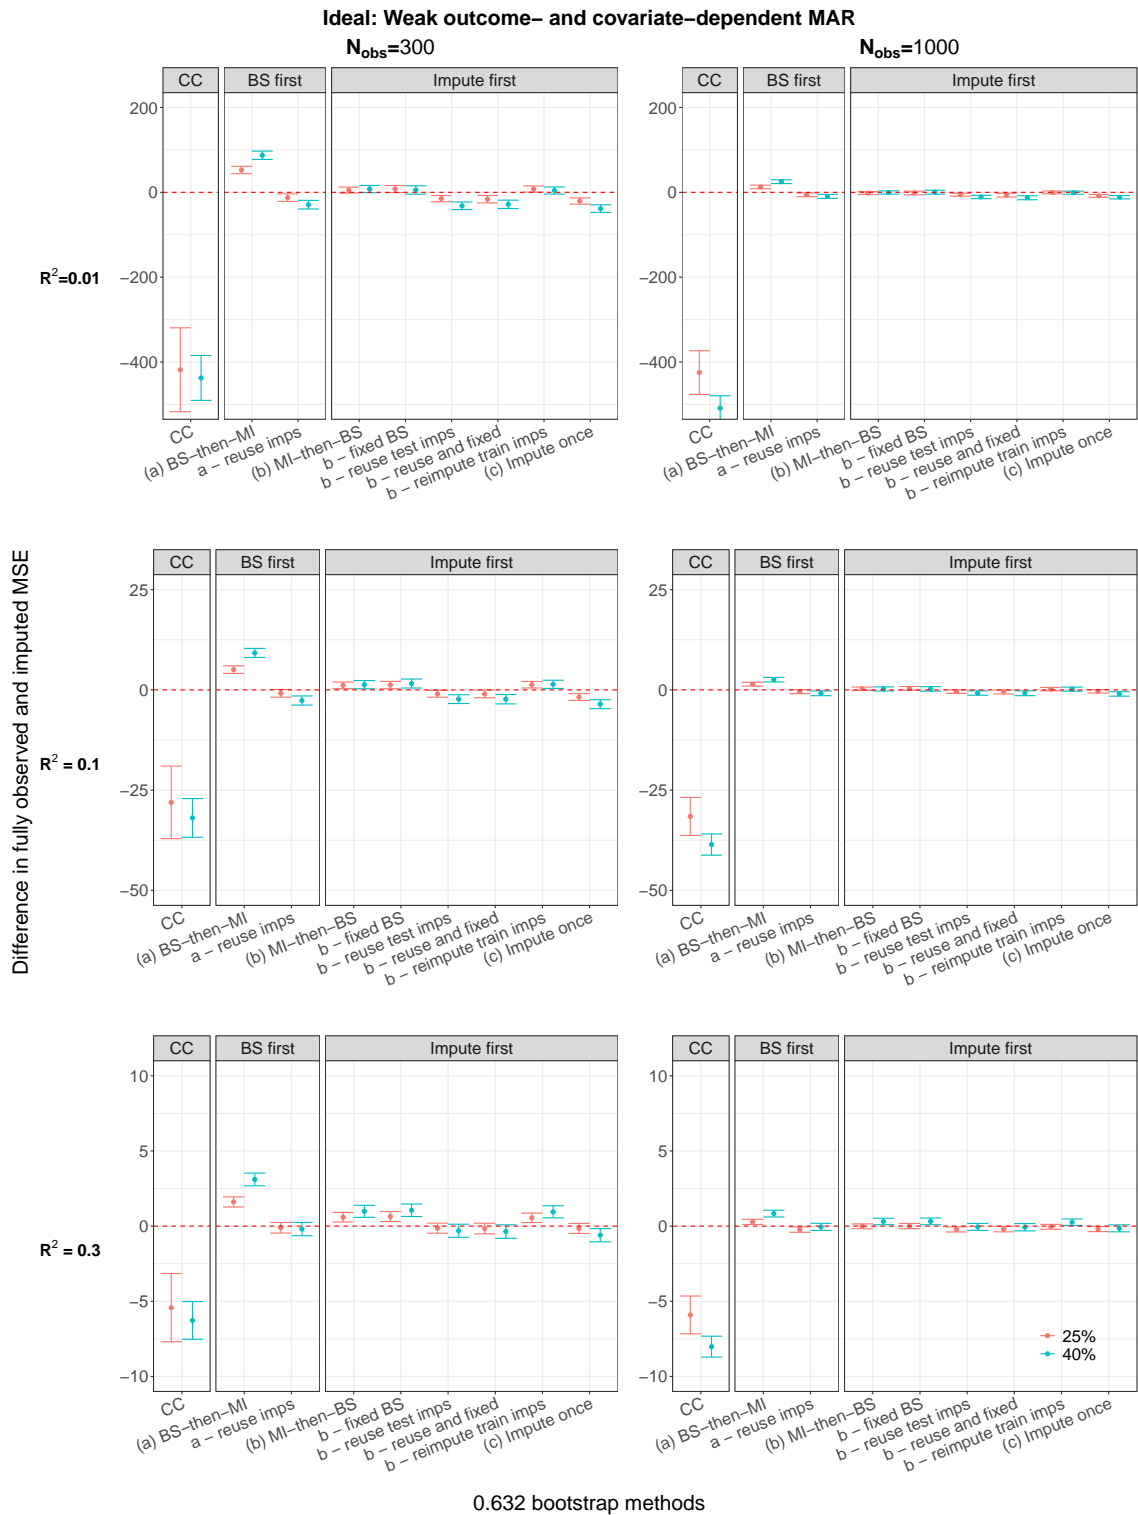 Ideal: Weak outcome− and covariate−dependent MAR
N_obs=300
N_obs=1000
CC
BS first
Impute first
CC
BS first
Impute first
200
0
−200
−400
200
0
−200
−400
R²=0.01
CC
(a) BS−then−MI
a − reuse imps
(b) MI−then−BS
b − fixed BS
b − reuse test imps
b − reuse and fixed
b − reimpute train imps
(c) Impute once
CC
(a) BS−then−MI
a − reuse imps
(b) MI−then−BS
b − fixed BS
b − reuse test imps
b − reuse and fixed
b − reimpute train imps
(c) Impute once
Difference in fully observed and imputed MSE
CC
BS first
Impute first
CC
BS first
Impute first
25
0
−25
−50
25
0
−25
−50
R² = 0.1
CC
(a) BS−then−MI
a − reuse imps
(b) MI−then−BS
b − fixed BS
b − reuse test imps
b − reuse and fixed
b − reimpute train imps
(c) Impute once
CC
(a) BS−then−MI
a − reuse imps
(b) MI−then−BS
b − fixed BS
b − reuse test imps
b − reuse and fixed
b − reimpute train imps
(c) Impute once
CC
BS first
Impute first
CC
BS first
Impute first
10
5
0
−5
−10
10
5
0
−5
−10
R² = 0.3
25%
40%
CC
(a) BS−then−MI
a − reuse imps
(b) MI−then−BS
b − fixed BS
b − reuse test imps
b − reuse and fixed
b − reimpute train imps
(c) Impute once
CC
(a) BS−then−MI
a − reuse imps
(b) MI−then−BS
b − fixed BS
b − reuse test imps
b − reuse and fixed
b − reimpute train imps
(c) Impute once
0.632 bootstrap methods